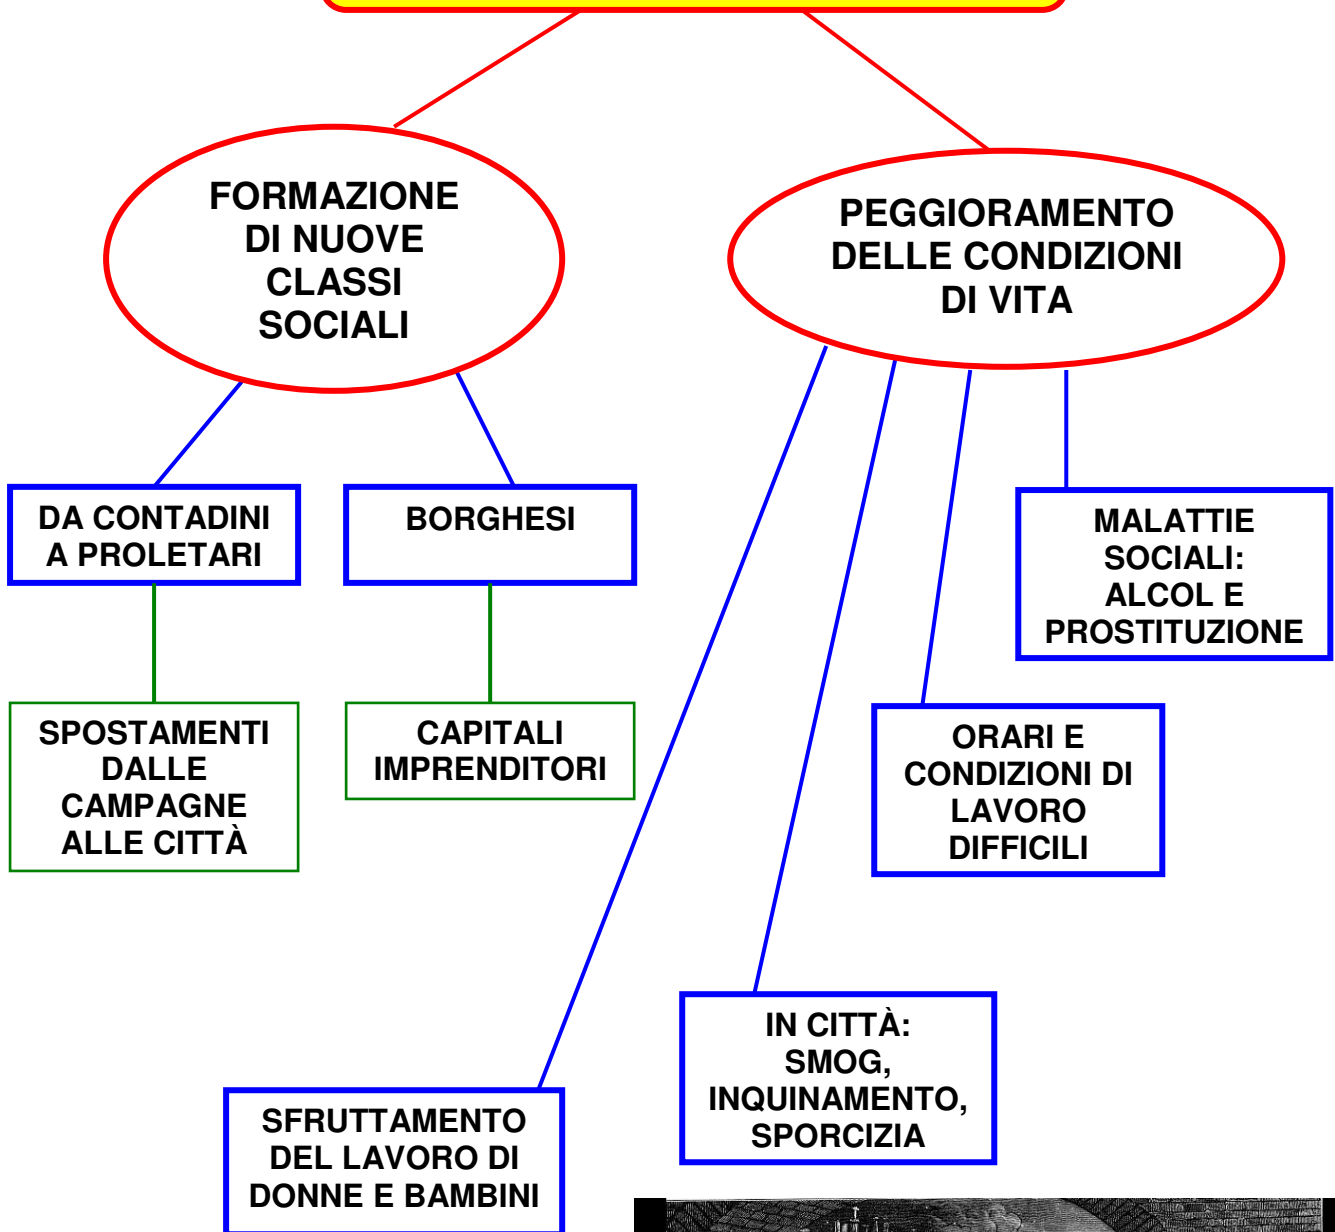 FORMAZIONE
DI NUOVE
CLASSI
SOCIALI
PEGGIORAMENTO
DELLE CONDIZIONI
DI VITA
DA CONTADINI
A PROLETARI
BORGHESI
MALATTIE
SOCIALI:
ALCOL E
PROSTITUZIONE
SPOSTAMENTI
DALLE
CAMPAGNE
ALLE CITTÀ
CAPITALI
IMPRENDITORI
ORARI E
CONDIZIONI DI
LAVORO
DIFFICILI
IN CITTÀ:
SMOG,
INQUINAMENTO,
SPORCIZIA
SFRUTTAMENTO
DEL LAVORO DI
DONNE E BAMBINI